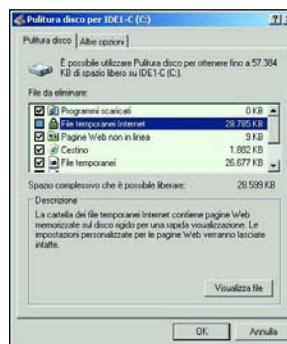 Pulitura disco per IDE1-C (C:)
Pulitura disco
Altre opzioni
È possibile utilizzare Pulitura disco per ottenere fino a 57.384
KB di spazio libero su IDE1-C (C:).
File da eliminare:
Programmi scaricati 0 KB
File temporanei Internet 28.785 KB
Pagine Web non in linea 9 KB
Cestino 1.882 KB
File temporanei 26.677 KB
Spazio complessivo che è possibile liberare: 28.599 KB
Descrizione
La cartella dei file temporanei Internet contiene pagine Web
memorizzate sul disco rigido per una rapida visualizzazione. Le
impostazioni personalizzate per le pagine Web verranno lasciate
intatte.
Visualizza file
OK
Annulla